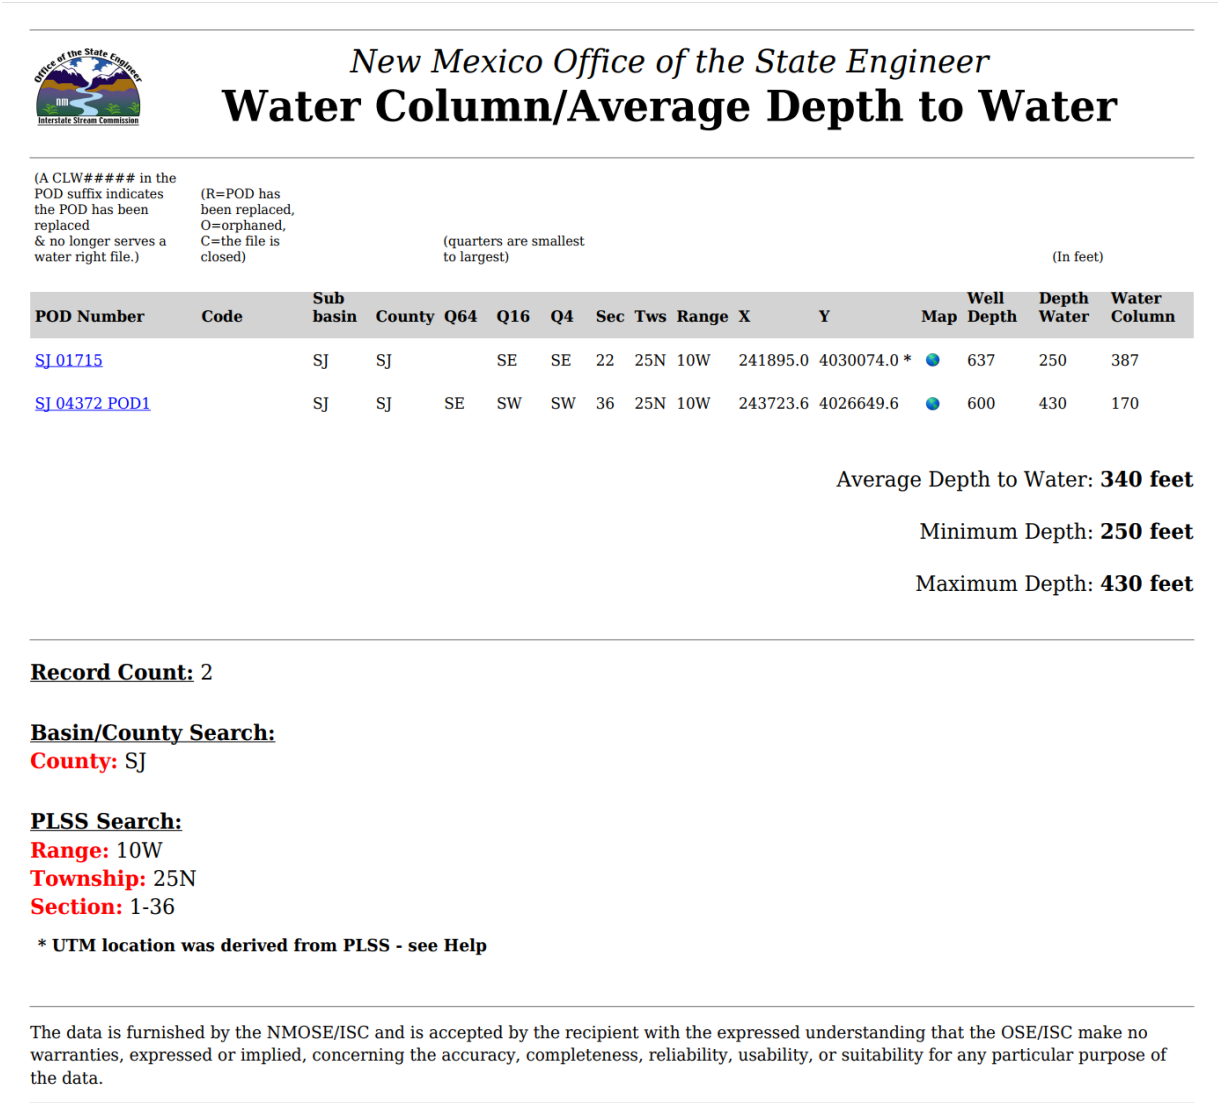 Office of the State Engineer
nm
Interstate Stream Commission
New Mexico Office of the State Engineer
Water Column/Average Depth to Water
(A CLW##### in the
POD suffix indicates
the POD has been
replaced
& no longer serves a
water right file.)
(R=POD has
been replaced,
O=orphaned,
C=the file is
closed)
(quarters are smallest
to largest)
(In feet)
POD Number Code Sub basin County Q64 Q16 Q4 Sec Tws Range X Y Map Well Depth Depth Water Water Column
SJ 01715 SJ SJ SE SE 22 25N 10W 241895.0 4030074.0 * 637 250 387
SJ 04372 POD1 SJ SJ SE SW SW 36 25N 10W 243723.6 4026649.6 600 430 170
Average Depth to Water: 340 feet
Minimum Depth: 250 feet
Maximum Depth: 430 feet
Record Count: 2
Basin/County Search:
County: SJ
PLSS Search:
Range: 10W
Township: 25N
Section: 1-36
* UTM location was derived from PLSS - see Help
The data is furnished by the NMOSE/ISC and is accepted by the recipient with the expressed understanding that the OSE/ISC make no
warranties, expressed or implied, concerning the accuracy, completeness, reliability, usability, or suitability for any particular purpose of
the data.